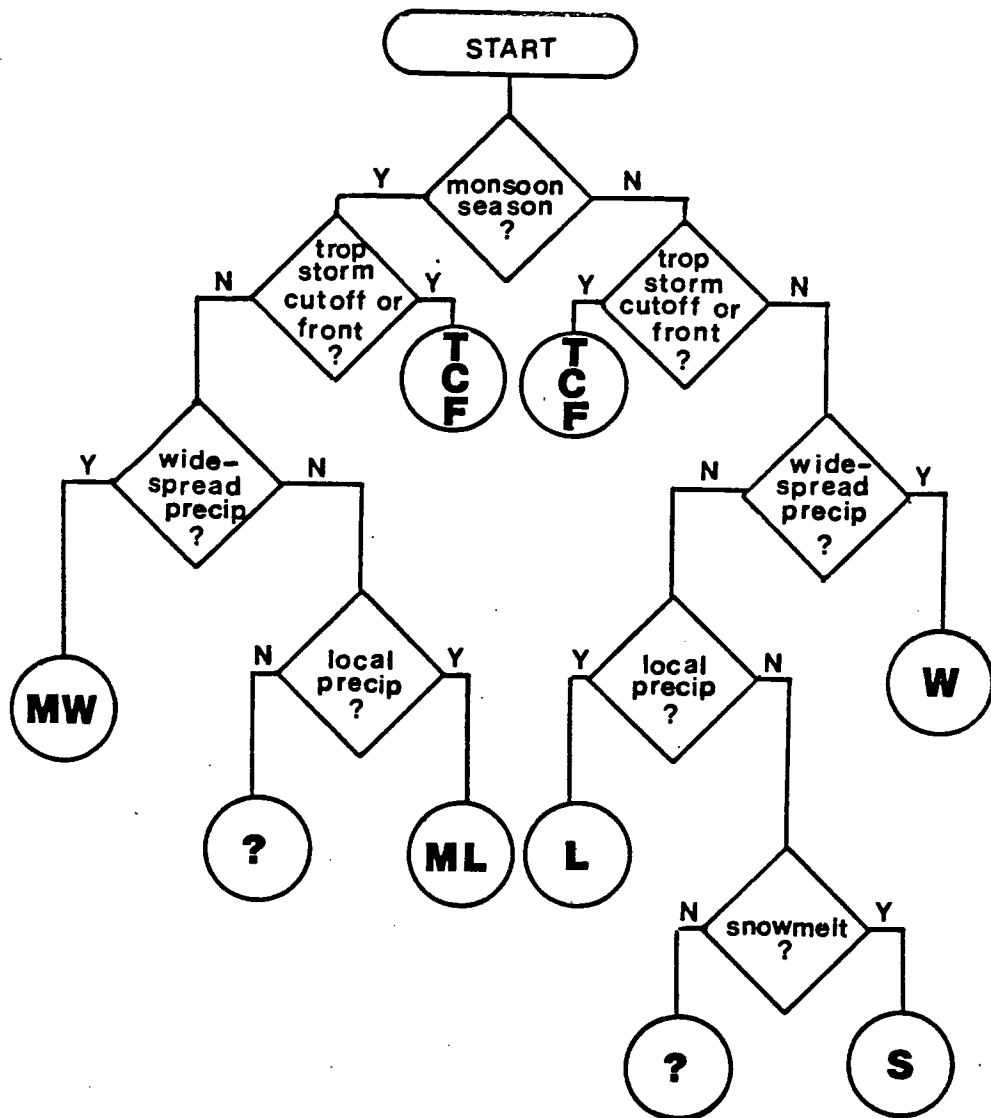 START
monsoon
season
?
Y
N
trop
storm
cutoff or
front
?
N
Y
T
C
F
trop
storm
cutoff or
front
?
Y
N
T
C
F
wide-
spread
precip
?
Y
N
wide-
spread
precip
?
N
Y
MW
local
precip
?
N
Y
local
precip
?
Y
N
W
?
ML
L
snowmelt
?
N
Y
?
S